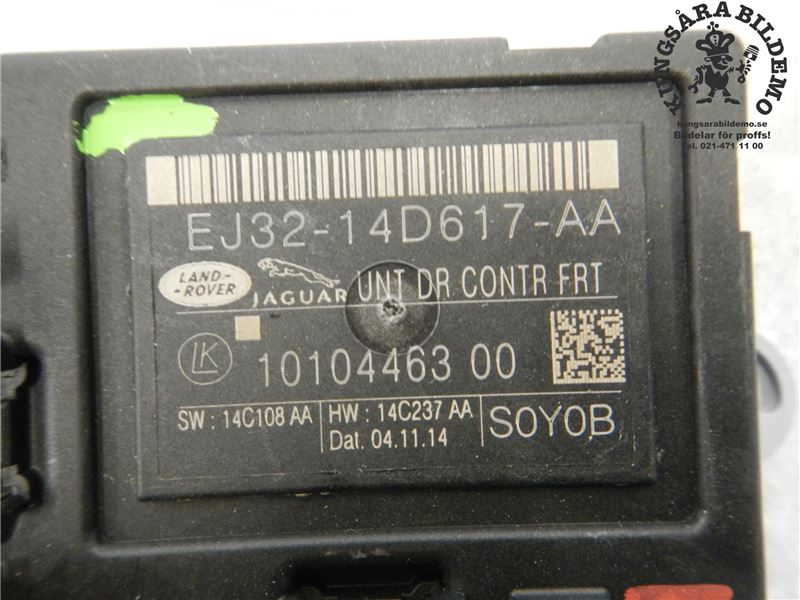 KUNGSÅRA BILDEMO
kungsarabildemo.se
Bildelar för proffs!
Tel. 021-471 11 00
EJ32-14D617-AA
LAND-
-ROVER
JAGUAR
UNT DR CONTR FRT
LK
10104463 00
SW : 14C108 AA
HW : 14C237 AA
Dat. 04.11.14
S0Y0B